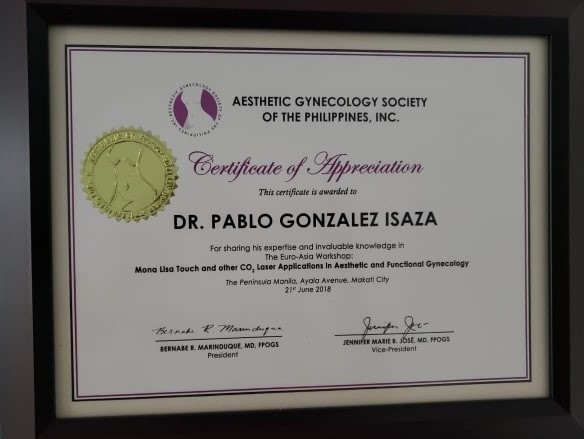 AESTHETIC GYNECOLOGY SOCIETY
OF THE PHILIPPINES, INC.
Certificate of Appreciation
This certificate is awarded to
DR. PABLO GONZALEZ ISAZA
For sharing his expertise and invaluable knowledge in
The Euro-Asia Workshop:
Mona Lisa Touch and other CO₂ Laser Applications in Aesthetic and Functional Gynecology
The Peninsula Manila, Ayala Avenue, Makati City
21ˢᵗ June 2018
Bernabe R. Marinduque
BERNABE R. MARINDUQUE, MD, FPOGS
President
JENNIFER MARIE B. JOSE, MD, FPOGS
Vice-President